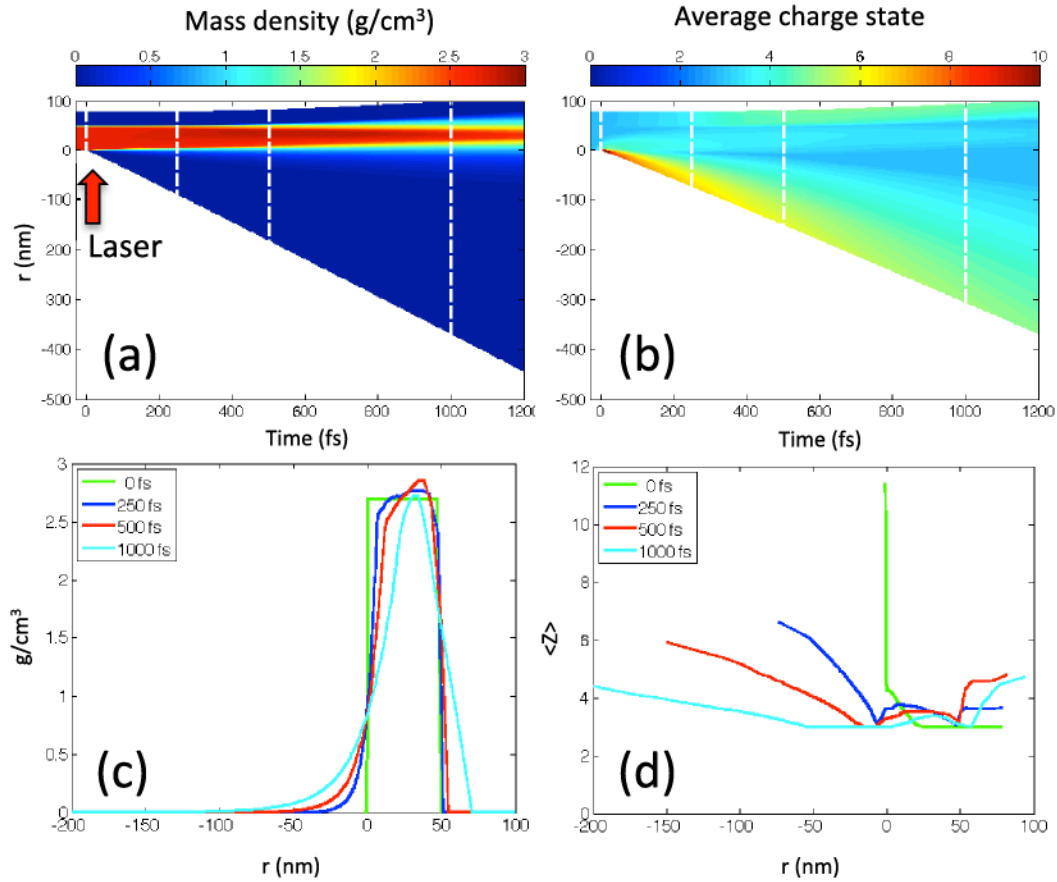 Mass density (g/cm³)
Average charge state
0 0.5 1 1.5 2 2.5 3
0 2 4 6 8 10
100
0
-100
-200
-300
-400
-500
r (nm)
Laser
(a)
0 200 400 600 800 1000 1200
Time (fs)
100
0
-100
200
-300
-400
-500
(b)
0 200 400 600 800 1000 1200
Time (fs)
3
2.5
2
1.5
1
0.5
0
g/cm³
0 fs
250 fs
500 fs
1000 fs
(c)
-200 -150 -100 -50 0 50 100
r (nm)
12
10
8
6
4
2
0
<Z>
0 fs
250 fs
500 fs
1000 fs
(d)
-200 -150 -100 -50 0 50 100
r (nm)